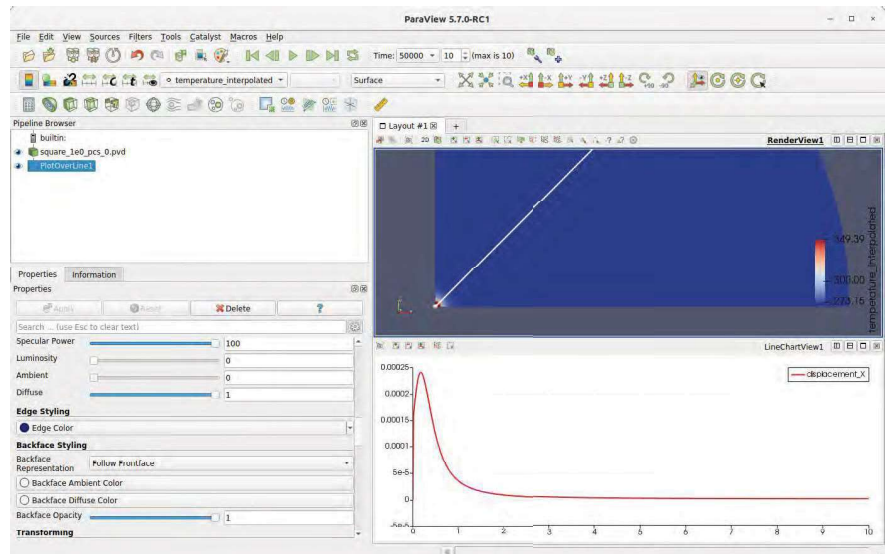 ParaView 5.7.0-RC1
File Edit View Sources Filters Tools Catalyst Macros Help
Time: 50000 10 (max is 10)
temperature_interpolated Surface
Pipeline Browser
builtin:
square_1e0_pcs_0.pvd
PlotOverLine1
Properties Information
Properties
Apply Reset Delete ?
Search ... (use Esc to clear text)
Specular Power 100
Luminosity 0
Ambient 0
Diffuse 1
Edge Styling
Edge Color
Backface Styling
Backface Representation Follow Frontface
Backface Ambient Color
Backface Diffuse Color
Backface Opacity 1
Transforming
Layout #1 +
RenderView1
349.39
300.00
273.15
temperature_interpolated
LineChartView1
displacement_X
0.00025
0.00015
0.0001
5e-5
0
-5e-5
0 1 2 3 4 5 6 7 8 9 10